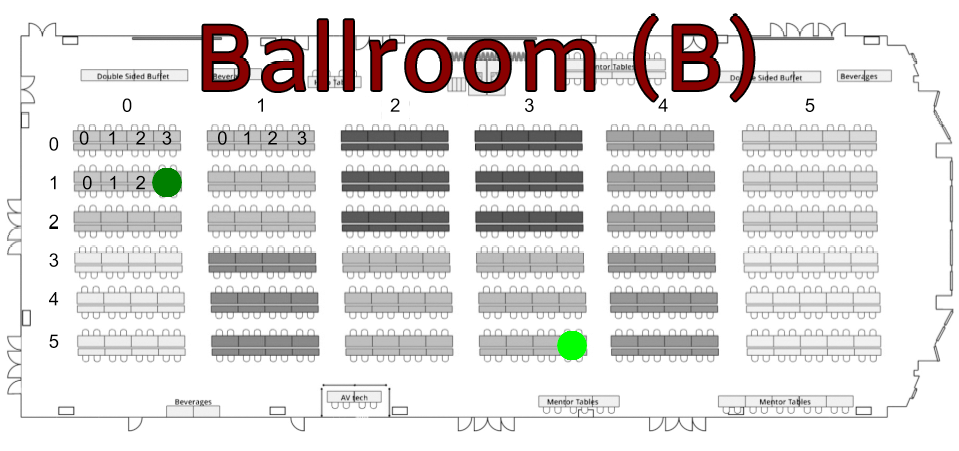 Ballroom (B)
Double Sided Buffet
Mentor Tables
Double Sided Buffet
Beverages
0 1 2 3 4 5
0 0 1 2 3 0 1 2 3
1 0 1 2
2
3
4
5
Beverages
AV tech
Mentor Tables
Mentor Tables